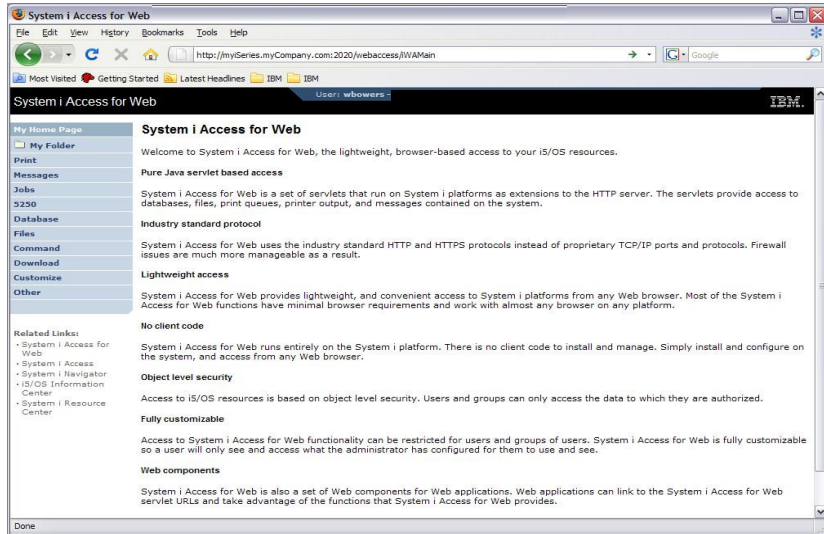 System i Access for Web
File Edit View History Bookmarks Tools Help
http://myiSeries.myCompany.com:2020/webaccess/iWAMain
G Google
Most Visited Getting Started Latest Headlines IBM IBM
System i Access for Web
User: wbowers -
IBM.
My Home Page
My Folder
Print
Messages
Jobs
5250
Database
Files
Command
Download
Customize
Other
Related Links:
• System i Access for
Web
• System i Access
• System i Navigator
• i5/OS Information
Center
• System i Resource
Center
System i Access for Web
Welcome to System i Access for Web, the lightweight, browser-based access to your i5/OS resources.
Pure Java servlet based access
System i Access for Web is a set of servlets that run on System i platforms as extensions to the HTTP server. The servlets provide access to
databases, files, print queues, printer output, and messages contained on the system.
Industry standard protocol
System i Access for Web uses the industry standard HTTP and HTTPS protocols instead of proprietary TCP/IP ports and protocols. Firewall
issues are much more manageable as a result.
Lightweight access
System i Access for Web provides lightweight, and convenient access to System i platforms from any Web browser. Most of the System i
Access for Web functions have minimal browser requirements and work with almost any browser on any platform.
No client code
System i Access for Web runs entirely on the System i platform. There is no client code to install and manage. Simply install and configure on
the system, and access from any Web browser.
Object level security
Access to i5/OS resources is based on object level security. Users and groups can only access the data to which they are authorized.
Fully customizable
Access to System i Access for Web functionality can be restricted for users and groups of users. System i Access for Web is fully customizable
so a user will only see and access what the administrator has configured for them to use and see.
Web components
System i Access for Web is also a set of Web components for Web applications. Web applications can link to the System i Access for Web
servlet URLs and take advantage of the functions that System i Access for Web provides.
Done